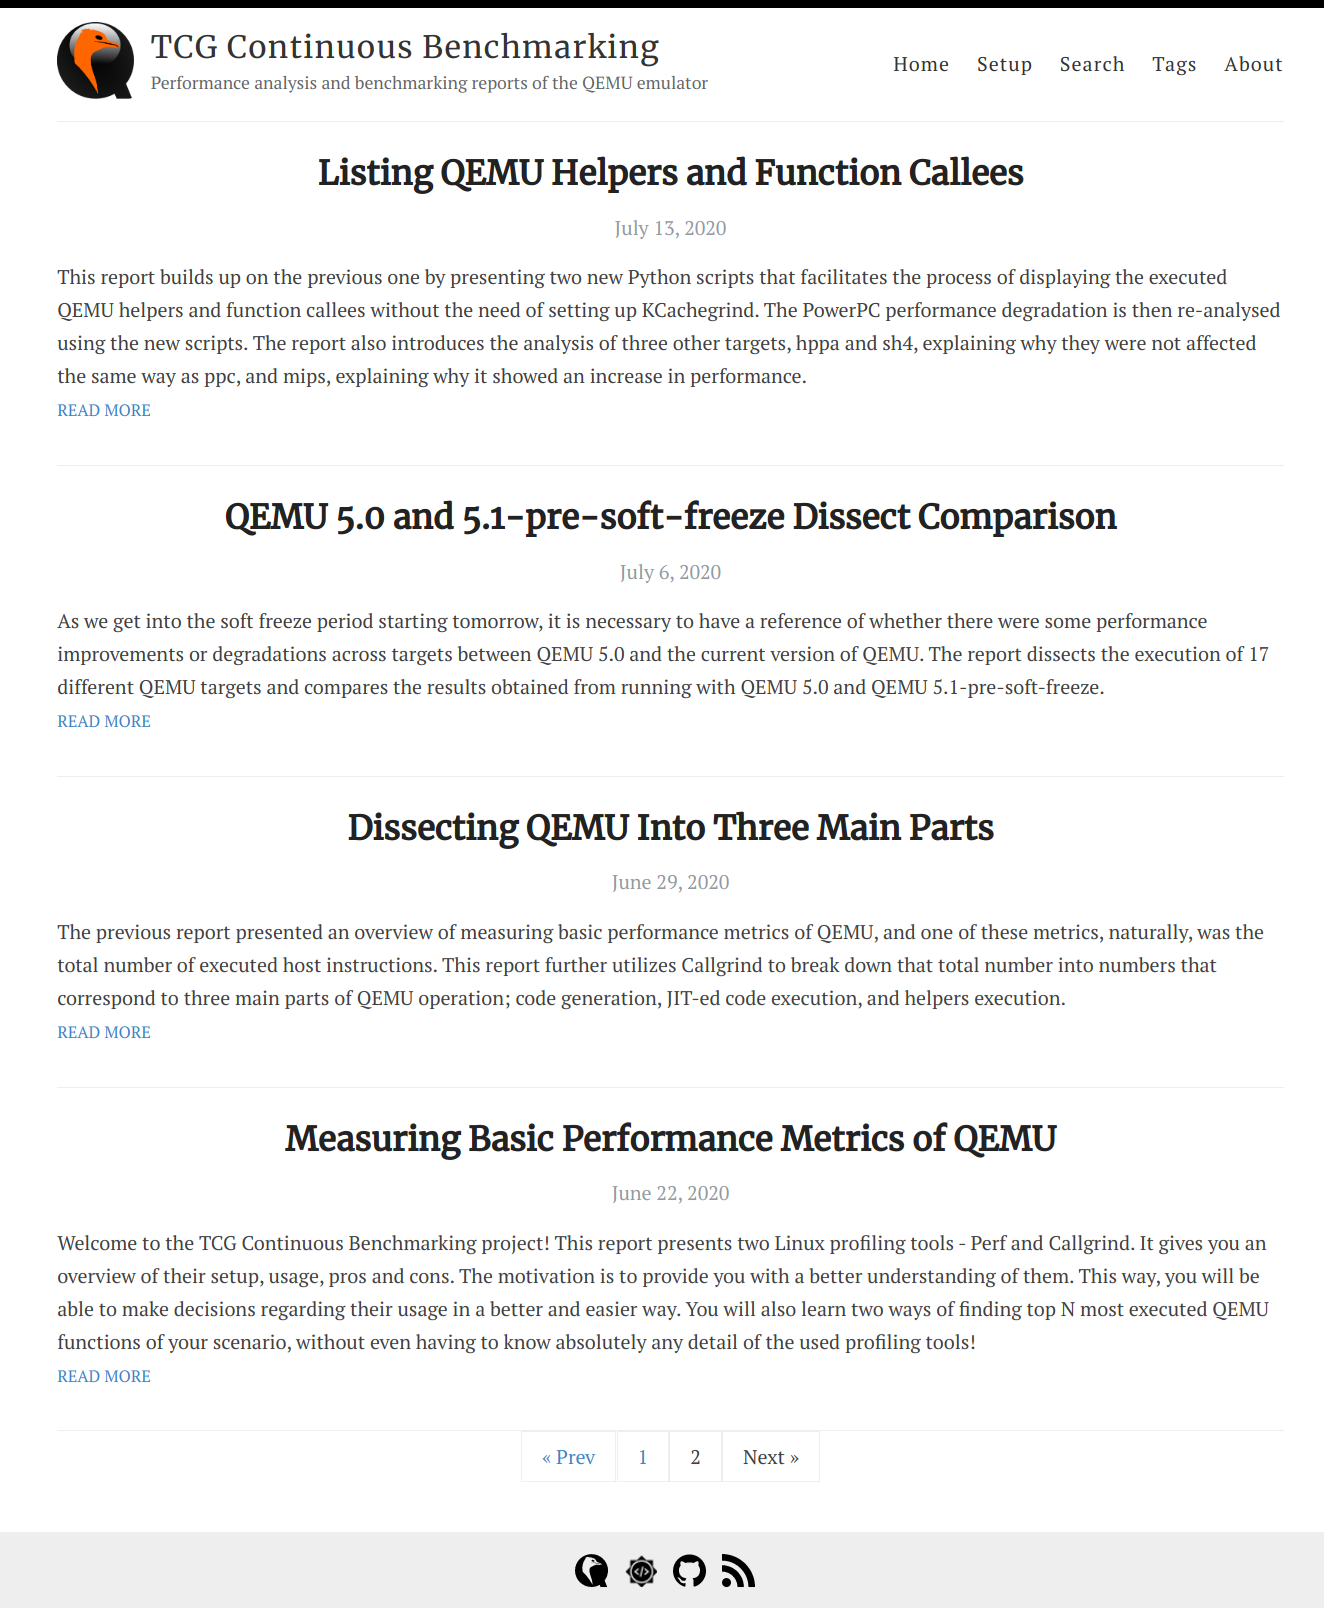 TCG Continuous Benchmarking
Performance analysis and benchmarking reports of the QEMU emulator
Home Setup Search Tags About
Listing QEMU Helpers and Function Callees
July 13, 2020
This report builds up on the previous one by presenting two new Python scripts that facilitates the process of displaying the executed
QEMU helpers and function callees without the need of setting up KCachegrind. The PowerPC performance degradation is then re-analysed
using the new scripts. The report also introduces the analysis of three other targets, hppa and sh4, explaining why they were not affected
the same way as ppc, and mips, explaining why it showed an increase in performance.
READ MORE
QEMU 5.0 and 5.1-pre-soft-freeze Dissect Comparison
July 6, 2020
As we get into the soft freeze period starting tomorrow, it is necessary to have a reference of whether there were some performance
improvements or degradations across targets between QEMU 5.0 and the current version of QEMU. The report dissects the execution of 17
different QEMU targets and compares the results obtained from running with QEMU 5.0 and QEMU 5.1-pre-soft-freeze.
READ MORE
Dissecting QEMU Into Three Main Parts
June 29, 2020
The previous report presented an overview of measuring basic performance metrics of QEMU, and one of these metrics, naturally, was the
total number of executed host instructions. This report further utilizes Callgrind to break down that total number into numbers that
correspond to three main parts of QEMU operation; code generation, JIT-ed code execution, and helpers execution.
READ MORE
Measuring Basic Performance Metrics of QEMU
June 22, 2020
Welcome to the TCG Continuous Benchmarking project! This report presents two Linux profiling tools - Perf and Callgrind. It gives you an
overview of their setup, usage, pros and cons. The motivation is to provide you with a better understanding of them. This way, you will be
able to make decisions regarding their usage in a better and easier way. You will also learn two ways of finding top N most executed QEMU
functions of your scenario, without even having to know absolutely any detail of the used profiling tools!
READ MORE
« Prev 1 2 Next »